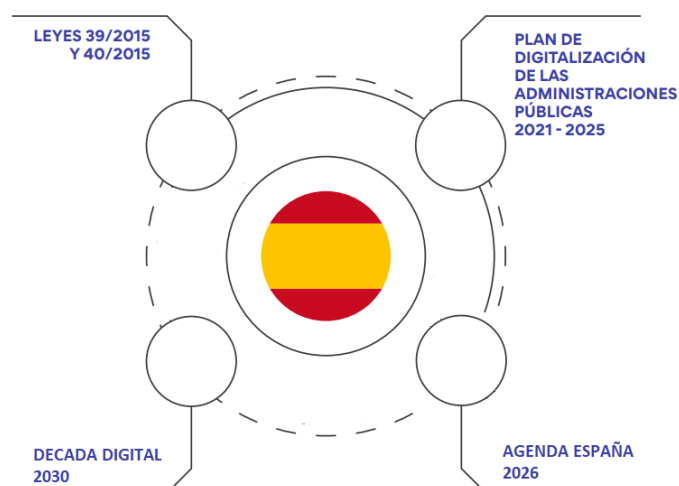 LEYES 39/2015
Y 40/2015
PLAN DE
DIGITALIZACIÓN
DE LAS
ADMINISTRACIONES
PÚBLICAS
2021 - 2025
DECADA DIGITAL
2030
AGENDA ESPAÑA
2026